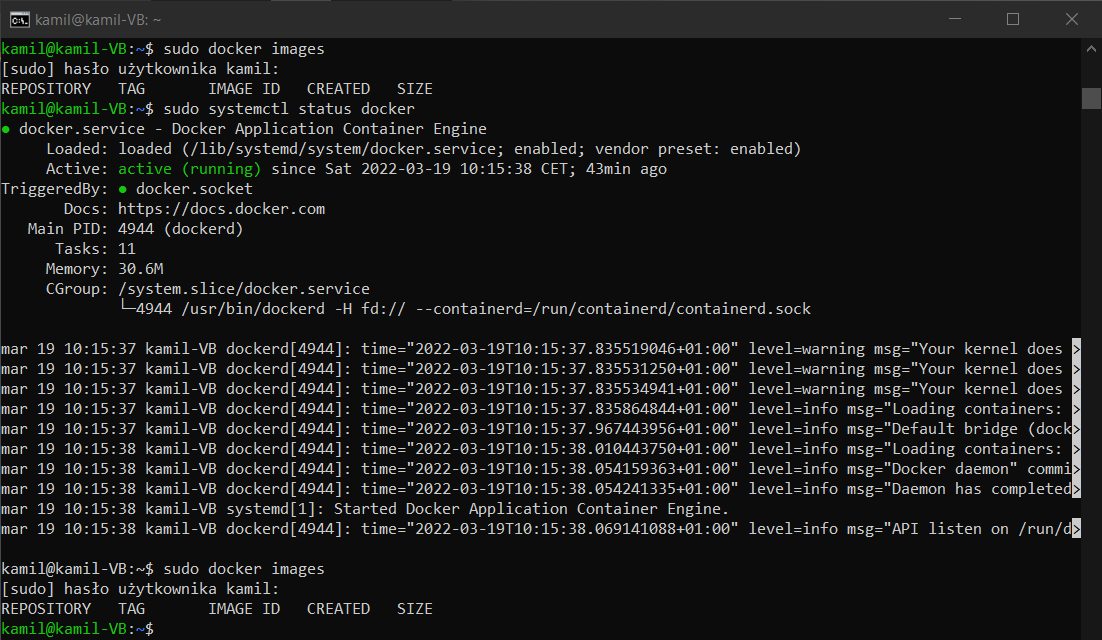 kamil@kamil-VB: ~
kamil@kamil-VB:~$ sudo docker images
[sudo] hasło użytkownika kamil:
REPOSITORY   TAG       IMAGE ID   CREATED   SIZE
kamil@kamil-VB:~$ sudo systemctl status docker
● docker.service - Docker Application Container Engine
     Loaded: loaded (/lib/systemd/system/docker.service; enabled; vendor preset: enabled)
     Active: active (running) since Sat 2022-03-19 10:15:38 CET; 43min ago
TriggeredBy: ● docker.socket
       Docs: https://docs.docker.com
   Main PID: 4944 (dockerd)
      Tasks: 11
     Memory: 30.6M
     CGroup: /system.slice/docker.service
             └─4944 /usr/bin/dockerd -H fd:// --containerd=/run/containerd/containerd.sock
mar 19 10:15:37 kamil-VB dockerd[4944]: time="2022-03-19T10:15:37.835519046+01:00" level=warning msg="Your kernel does >
mar 19 10:15:37 kamil-VB dockerd[4944]: time="2022-03-19T10:15:37.835531250+01:00" level=warning msg="Your kernel does >
mar 19 10:15:37 kamil-VB dockerd[4944]: time="2022-03-19T10:15:37.835534941+01:00" level=warning msg="Your kernel does >
mar 19 10:15:37 kamil-VB dockerd[4944]: time="2022-03-19T10:15:37.835864844+01:00" level=info msg="Loading containers: >
mar 19 10:15:37 kamil-VB dockerd[4944]: time="2022-03-19T10:15:37.967443956+01:00" level=info msg="Default bridge (dock>
mar 19 10:15:38 kamil-VB dockerd[4944]: time="2022-03-19T10:15:38.010443750+01:00" level=info msg="Loading containers: >
mar 19 10:15:38 kamil-VB dockerd[4944]: time="2022-03-19T10:15:38.054159363+01:00" level=info msg="Docker daemon" commi>
mar 19 10:15:38 kamil-VB dockerd[4944]: time="2022-03-19T10:15:38.054241335+01:00" level=info msg="Daemon has completed>
mar 19 10:15:38 kamil-VB systemd[1]: Started Docker Application Container Engine.
mar 19 10:15:38 kamil-VB dockerd[4944]: time="2022-03-19T10:15:38.069141088+01:00" level=info msg="API listen on /run/d>
kamil@kamil-VB:~$ sudo docker images
[sudo] hasło użytkownika kamil:
REPOSITORY   TAG       IMAGE ID   CREATED   SIZE
kamil@kamil-VB:~$